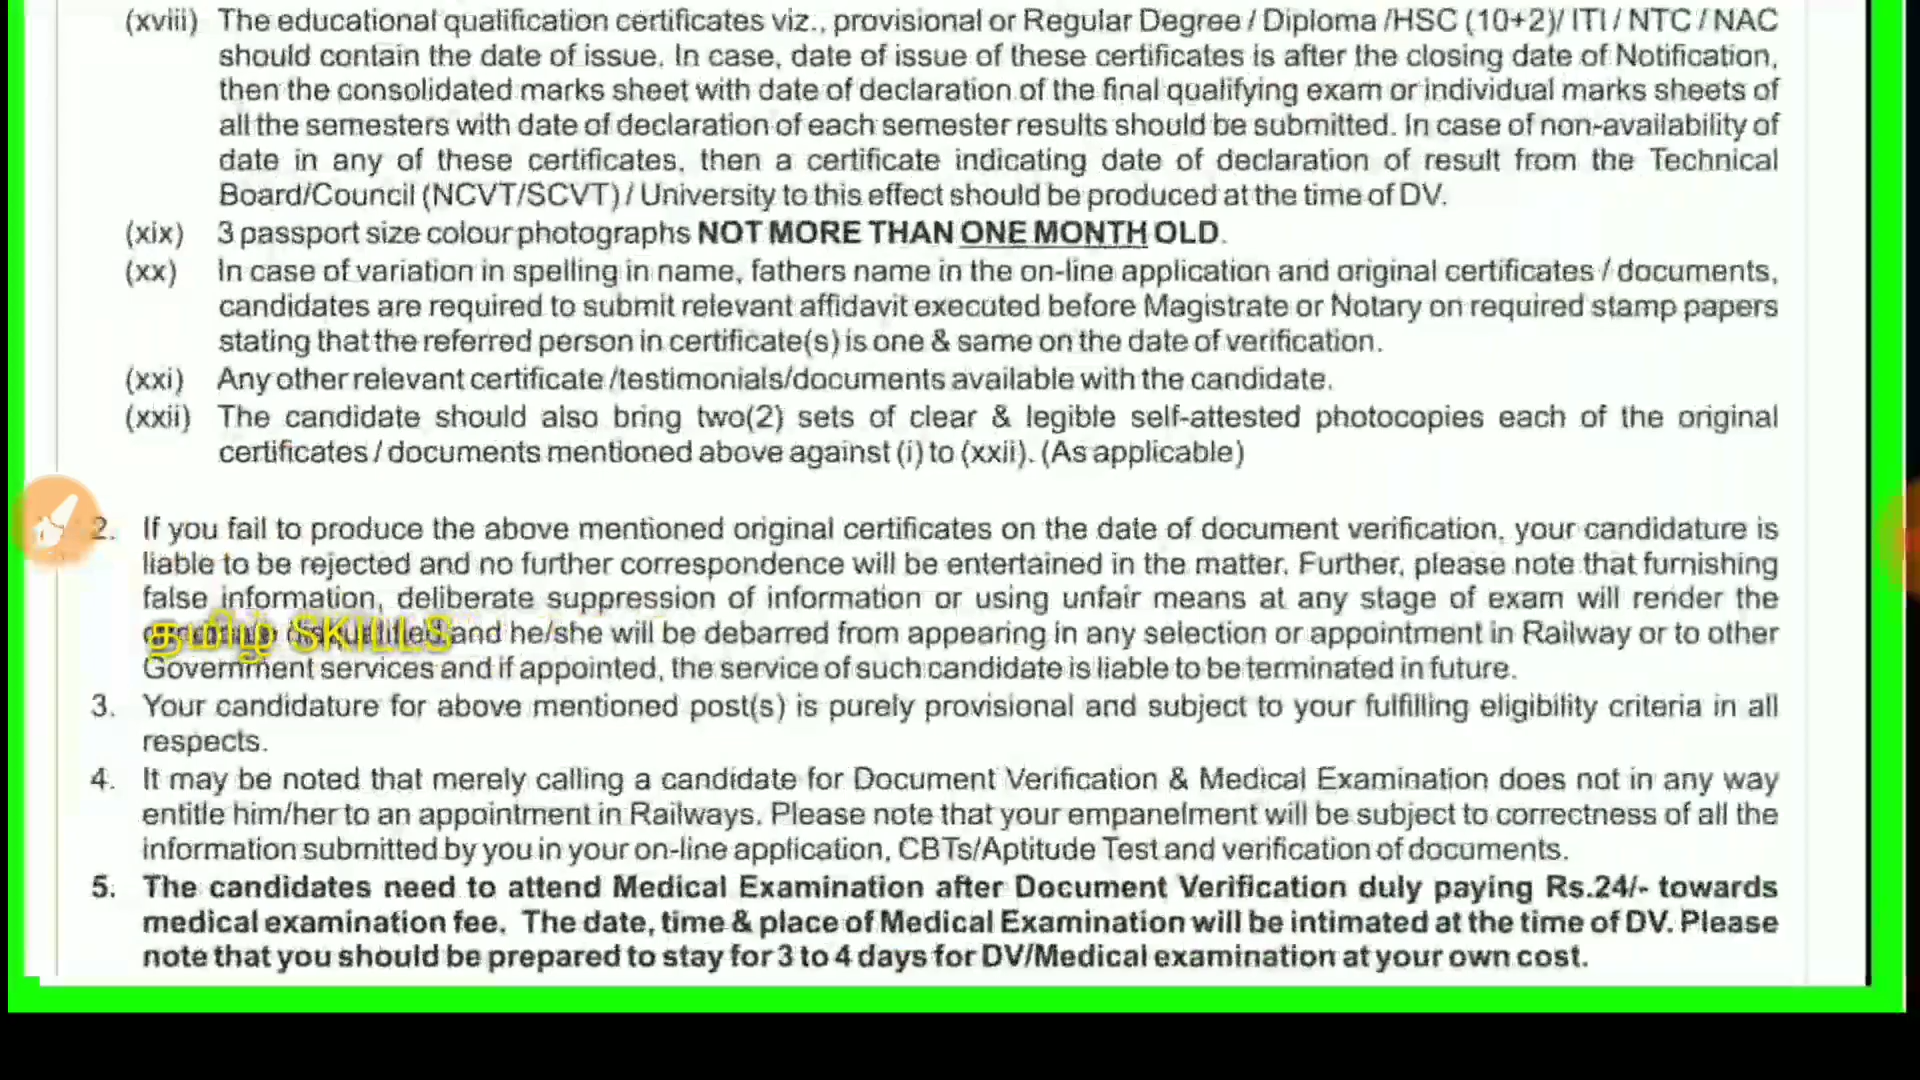 (xviii) The educational qualification certificates viz., provisional or Regular Degree / Diploma /HSC (10+2)/ ITI / NTC / NAC
should contain the date of issue. In case, date of issue of these certificates is after the closing date of Notification,
then the consolidated marks sheet with date of declaration of the final qualifying exam or individual marks sheets of
all the semesters with date of declaration of each semester results should be submitted. In case of non-availability of
date in any of these certificates, then a certificate indicating date of declaration of result from the Technical
Board/Council (NCVT/SCVT) / University to this effect should be produced at the time of DV.
(xix) 3 passport size colour photographs NOT MORE THAN ONE MONTH OLD.
(xx) In case of variation in spelling in name, fathers name in the on-line application and original certificates / documents,
candidates are required to submit relevant affidavit executed before Magistrate or Notary on required stamp papers
stating that the referred person in certificate(s) is one & same on the date of verification.
(xxi) Any other relevant certificate /testimonials/documents available with the candidate.
(xxii) The candidate should also bring two(2) sets of clear & legible self-attested photocopies each of the original
certificates / documents mentioned above against (i) to (xxii). (As applicable)
2. If you fail to produce the above mentioned original certificates on the date of document verification, your candidature is
liable to be rejected and no further correspondence will be entertained in the matter. Further, please note that furnishing
false information, deliberate suppression of information or using unfair means at any stage of exam will render the
தமிழ் SKILLS and he/she will be debarred from appearing in any selection or appointment in Railway or to other
Government services and if appointed, the service of such candidate is liable to be terminated in future.
3. Your candidature for above mentioned post(s) is purely provisional and subject to your fulfilling eligibility criteria in all
respects.
4. It may be noted that merely calling a candidate for Document Verification & Medical Examination does not in any way
entitle him/her to an appointment in Railways. Please note that your empanelment will be subject to correctness of all the
information submitted by you in your on-line application, CBTs/Aptitude Test and verification of documents.
5. The candidates need to attend Medical Examination after Document Verification duly paying Rs.24/- towards
medical examination fee. The date, time & place of Medical Examination will be intimated at the time of DV. Please
note that you should be prepared to stay for 3 to 4 days for DV/Medical examination at your own cost.